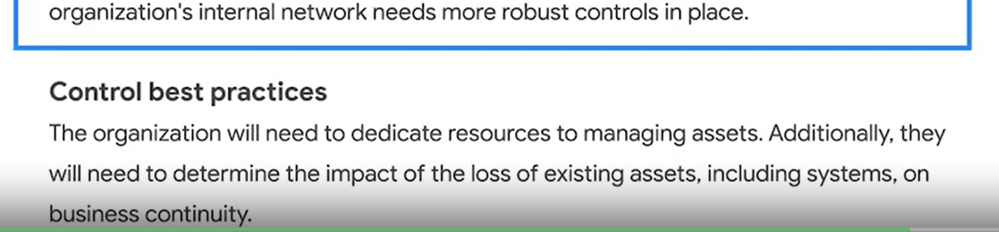 organization's internal network needs more robust controls in place.
Control best practices
The organization will need to dedicate resources to managing assets. Additionally, they
will need to determine the impact of the loss of existing assets, including systems, on
business continuity.